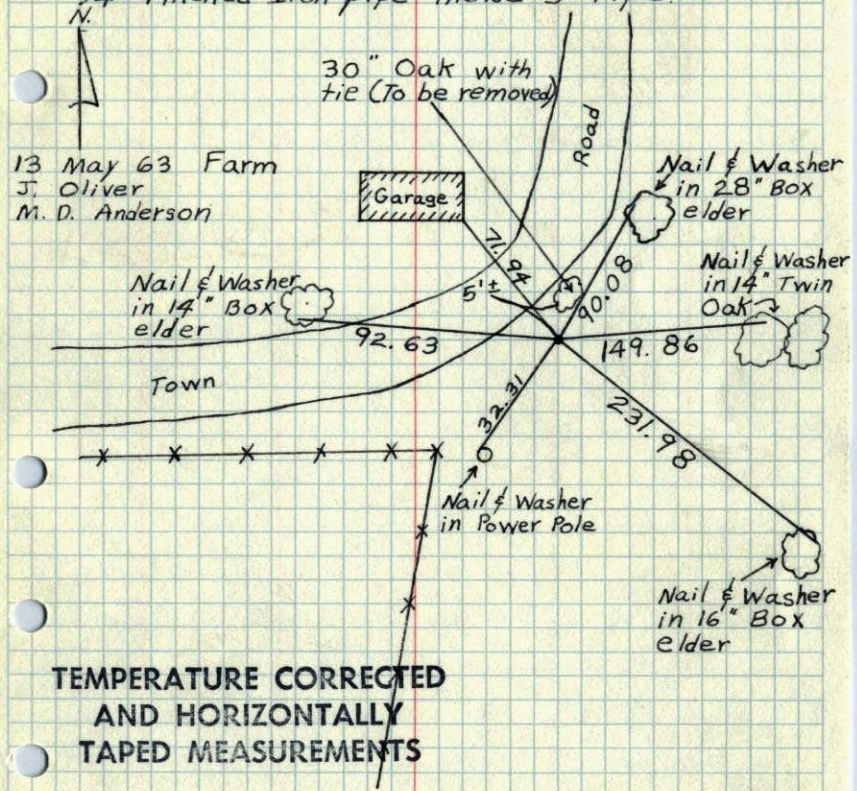 N.
30" Oak with
tie (To be removed)
Road
13 May 63 Farm
J. Oliver
M. D. Anderson
Garage
Nail & Washer
in 28" Box
elder
71.94
Nail & Washer
in 14" Twin
Oak
Nail & Washer
in 14" Box
elder
5'±
90.08
92.63
149.86
Town
32.31
231.98
Nail & Washer
in Power Pole
Nail & Washer
in 16" Box
elder
TEMPERATURE CORRECTED
AND HORIZONTALLY
TAPED MEASUREMENTS